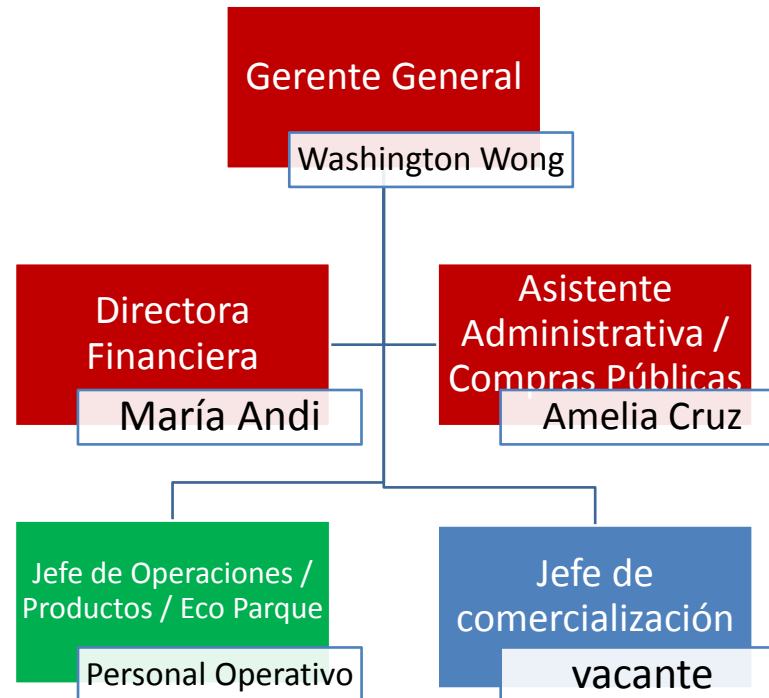 Gerente General
Washington Wong
Directora
Financiera
María Andi
Asistente
Administrativa /
Compras Públicas
Amelia Cruz
Jefe de Operaciones /
Productos / Eco Parque
Personal Operativo
Jefe de
comercialización
vacante